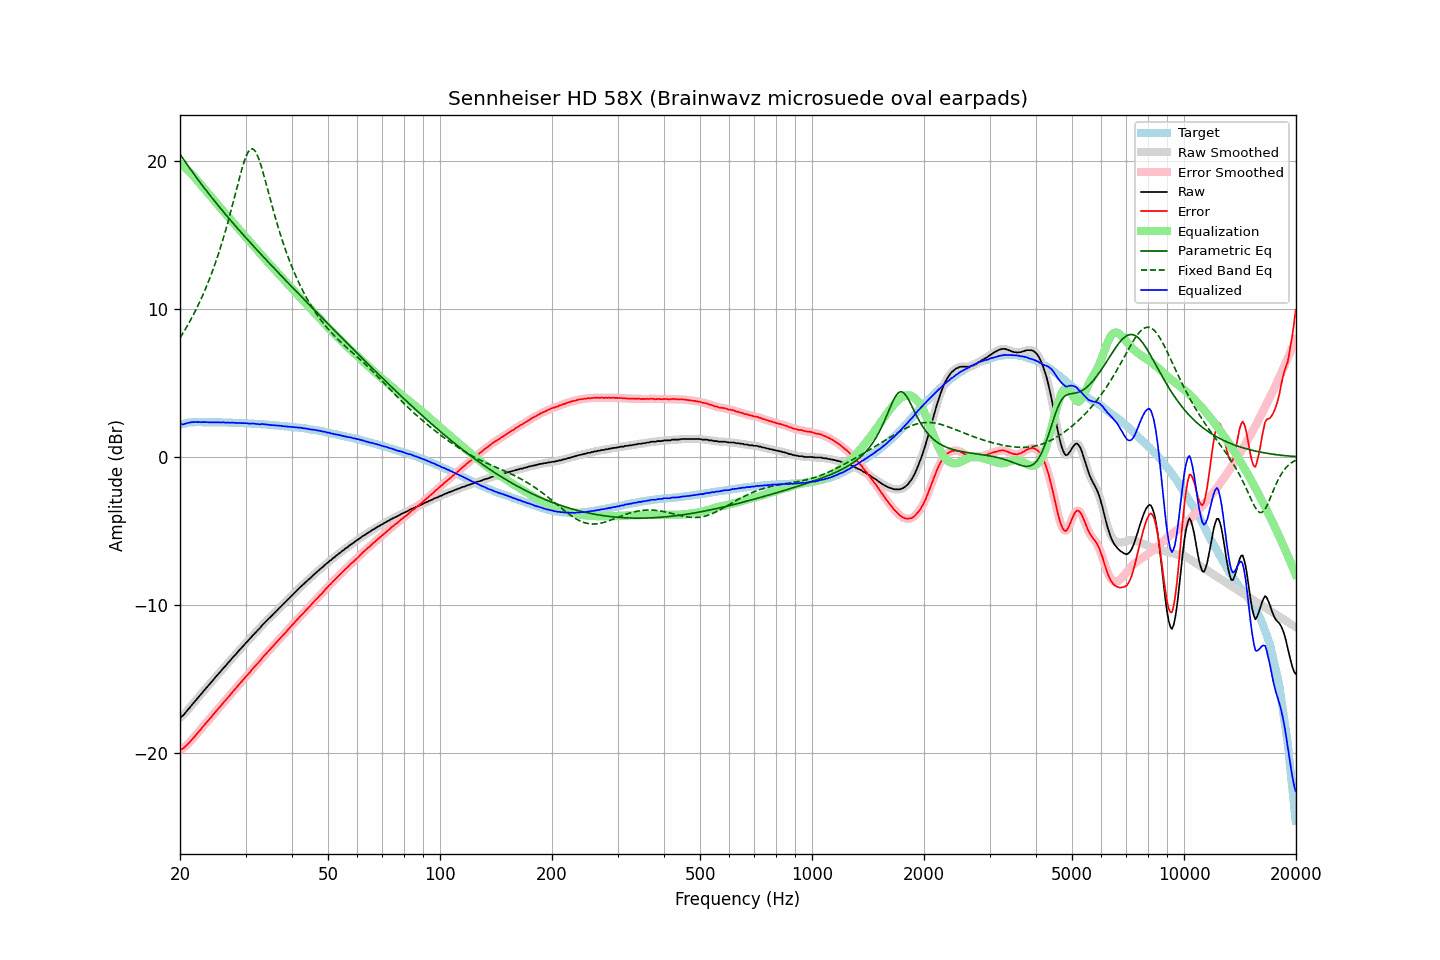 Sennheiser HD 58X (Brainwavz microsuede oval earpads)
Target
Raw Smoothed
Error Smoothed
Raw
Error
Equalization
Parametric Eq
Fixed Band Eq
Equalized
Amplitude (dBr)
20
10
0
−10
−20
20 50 100 200 500 1000 2000 5000 10000 20000
Frequency (Hz)